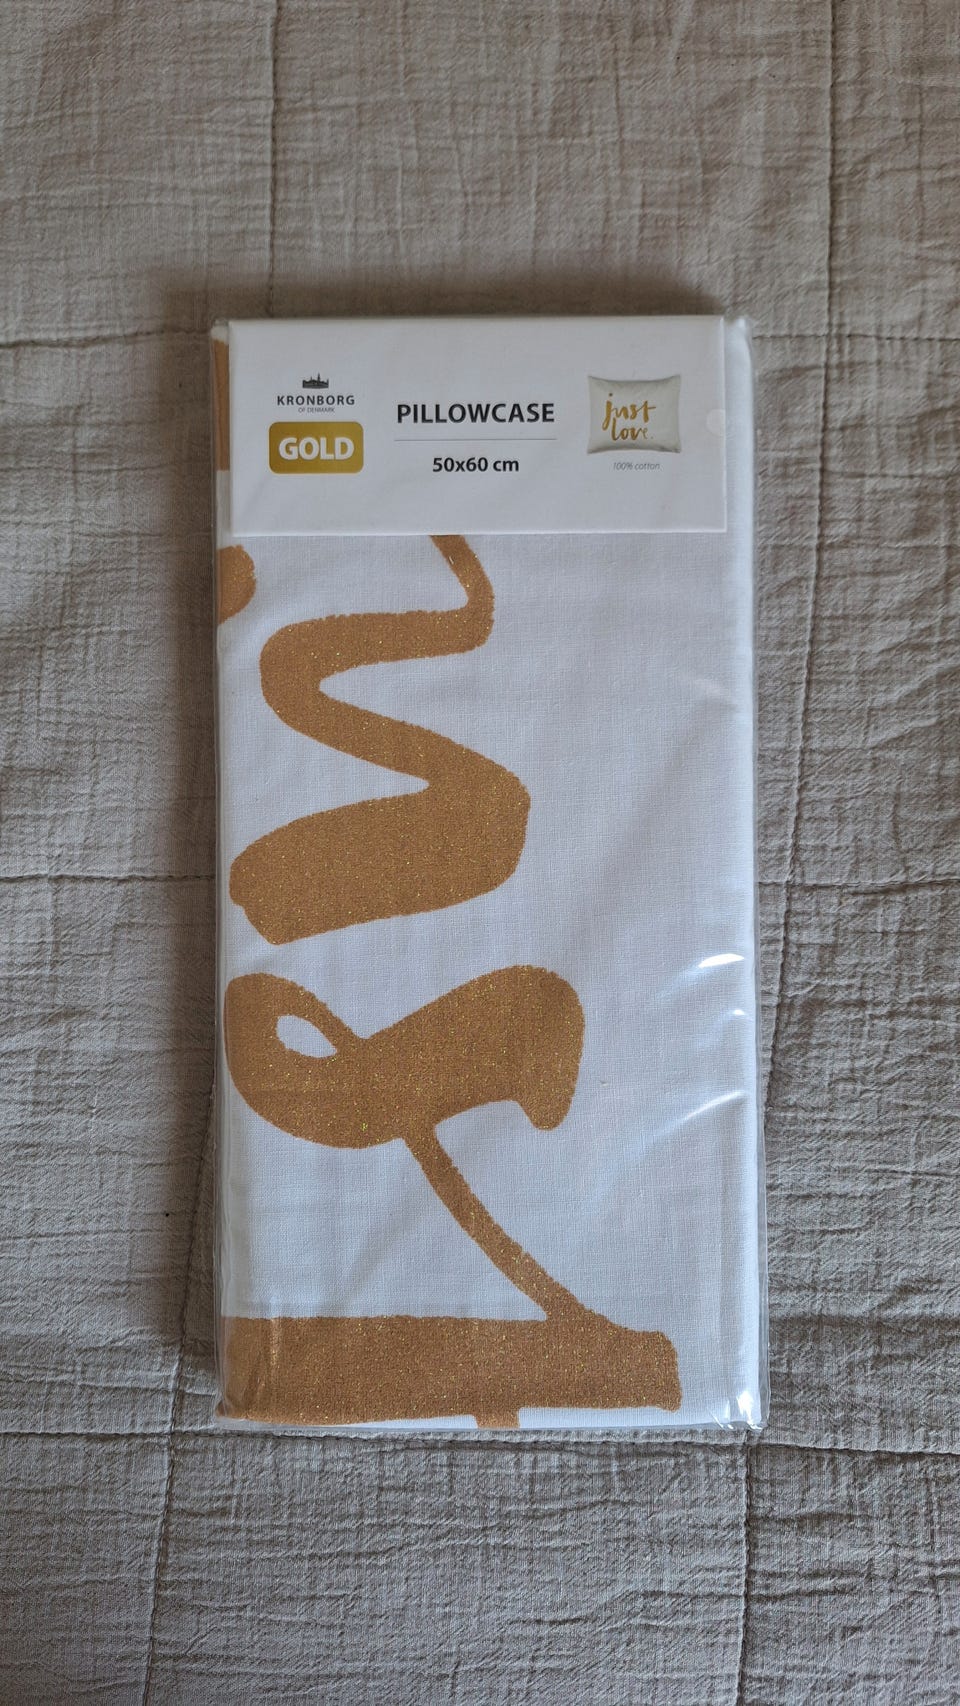 KRONBORG
OF DENMARK
GOLD
PILLOWCASE
50x60 cm
just
love.
100% cotton